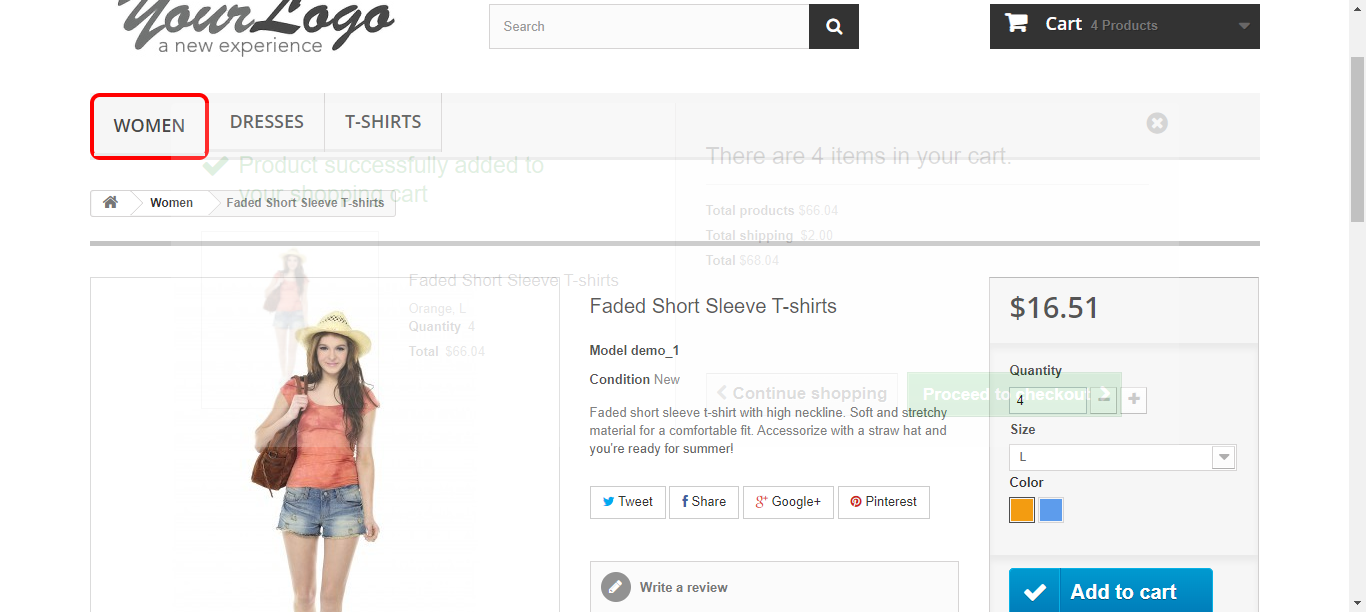 YourLogo
a new experience
Search
Cart 4 Products
WOMEN
DRESSES
T-SHIRTS
Product successfully added to
your shopping cart
There are 4 items in your cart.
Women
Faded Short Sleeve T-shirts
Total products $66.04
Total shipping $2.00
Total $68.04
Faded Short Sleeve T-shirts
Orange, L
Quantity 4
Total $66.04
Continue shopping
Proceed to checkout
Faded Short Sleeve T-shirts
Model demo_1
Condition New
Faded short sleeve t-shirt with high neckline. Soft and stretchy
material for a comfortable fit. Accessorize with a straw hat and
you're ready for summer!
Tweet
Share
Google+
Pinterest
Write a review
$16.51
Quantity
4
Size
L
Color
Add to cart